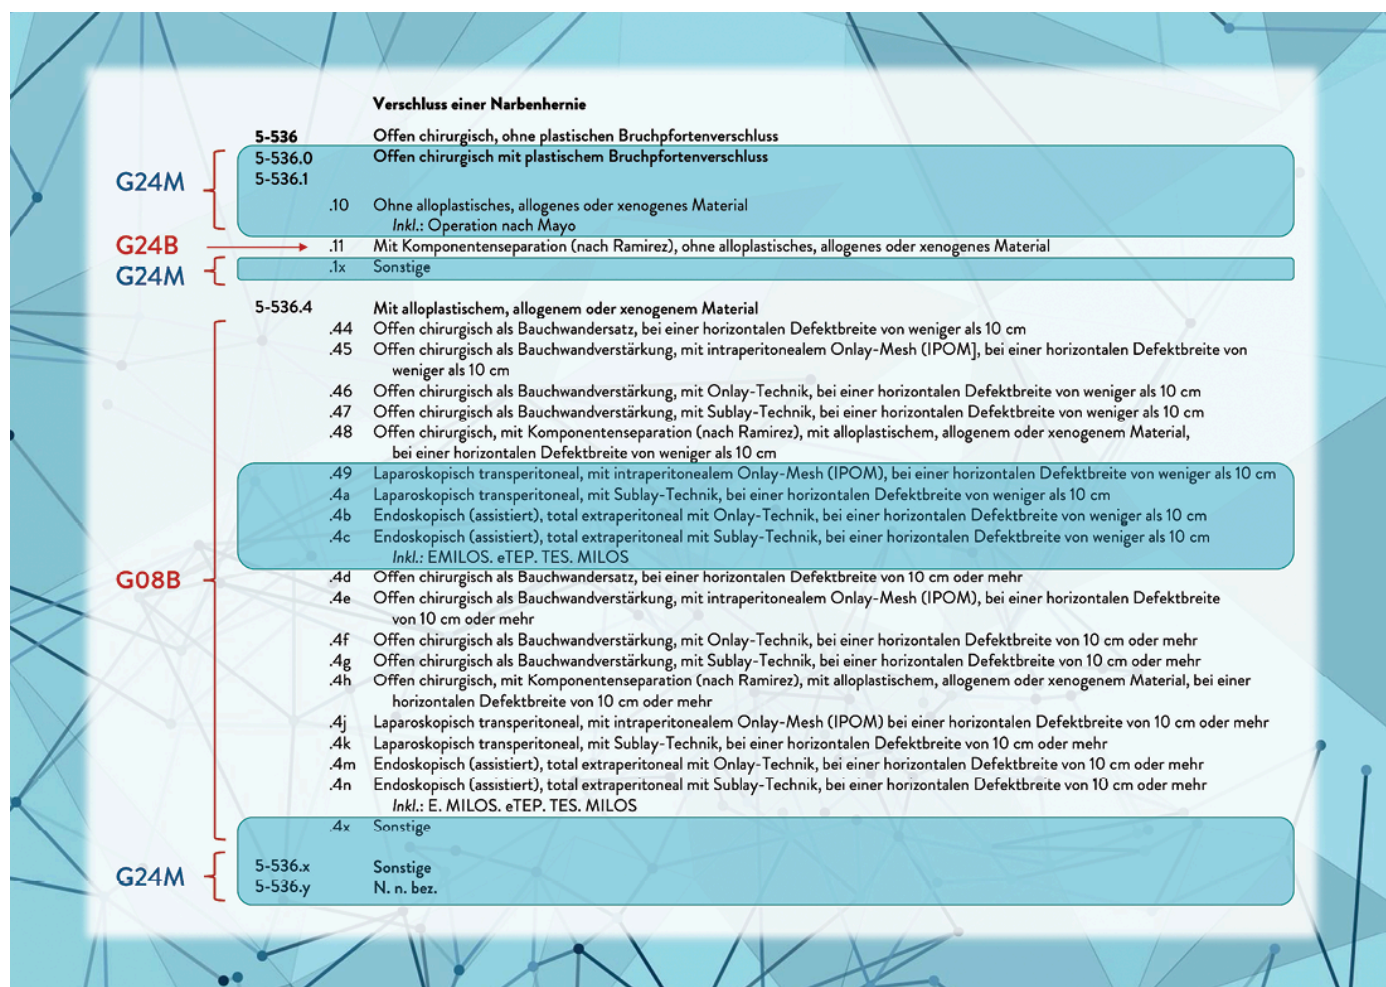 Verschluss einer Narbenhernie
5-536 Offen chirurgisch, ohne plastischen Bruchpfortenverschluss
5-536.0 Offen chirurgisch mit plastischem Bruchpfortenverschluss
G24M 5-536.1
.10 Ohne alloplastisches, allogenes oder xenogenes Material
Inkl.: Operation nach Mayo
G24B .11 Mit Komponentenseparation (nach Ramirez), ohne alloplastisches, allogenes oder xenogenes Material
G24M .1x Sonstige
5-536.4 Mit alloplastischem, allogenem oder xenogenem Material
.44 Offen chirurgisch als Bauchwandersatz, bei einer horizontalen Defektbreite von weniger als 10 cm
.45 Offen chirurgisch als Bauchwandverstärkung, mit intraperitonealem Onlay-Mesh (IPOM], bei einer horizontalen Defektbreite von
weniger als 10 cm
.46 Offen chirurgisch als Bauchwandverstärkung, mit Onlay-Technik, bei einer horizontalen Defektbreite von weniger als 10 cm
.47 Offen chirurgisch als Bauchwandverstärkung, mit Sublay-Technik, bei einer horizontalen Defektbreite von weniger als 10 cm
.48 Offen chirurgisch, mit Komponentenseparation (nach Ramirez), mit alloplastischem, allogenem oder xenogenem Material,
bei einer horizontalen Defektbreite von weniger als 10 cm
.49 Laparoskopisch transperitoneal, mit intraperitonealem Onlay-Mesh (IPOM), bei einer horizontalen Defektbreite von weniger als 10 cm
.4a Laparoskopisch transperitoneal, mit Sublay-Technik, bei einer horizontalen Defektbreite von weniger als 10 cm
.4b Endoskopisch (assistiert), total extraperitoneal mit Onlay-Technik, bei einer horizontalen Defektbreite von weniger als 10 cm
.4c Endoskopisch (assistiert), total extraperitoneal mit Sublay-Technik, bei einer horizontalen Defektbreite von weniger als 10 cm
Inkl.: EMILOS. eTEP. TES. MILOS
G08B .4d Offen chirurgisch als Bauchwandersatz, bei einer horizontalen Defektbreite von 10 cm oder mehr
.4e Offen chirurgisch als Bauchwandverstärkung, mit intraperitonealem Onlay-Mesh (IPOM), bei einer horizontalen Defektbreite
von 10 cm oder mehr
.4f Offen chirurgisch als Bauchwandverstärkung, mit Onlay-Technik, bei einer horizontalen Defektbreite von 10 cm oder mehr
.4g Offen chirurgisch als Bauchwandverstärkung, mit Sublay-Technik, bei einer horizontalen Defektbreite von 10 cm oder mehr
.4h Offen chirurgisch, mit Komponentenseparation (nach Ramirez), mit alloplastischem, allogenem oder xenogenem Material, bei einer
horizontalen Defektbreite von 10 cm oder mehr
.4j Laparoskopisch transperitoneal, mit intraperitonealem Onlay-Mesh (IPOM) bei einer horizontalen Defektbreite von 10 cm oder mehr
.4k Laparoskopisch transperitoneal, mit Sublay-Technik, bei einer horizontalen Defektbreite von 10 cm oder mehr
.4m Endoskopisch (assistiert), total extraperitoneal mit Onlay-Technik, bei einer horizontalen Defektbreite von 10 cm oder mehr
.4n Endoskopisch (assistiert), total extraperitoneal mit Sublay-Technik, bei einer horizontalen Defektbreite von 10 cm oder mehr
Inkl.: E. MILOS. eTEP. TES. MILOS
.4x Sonstige
5-536.x Sonstige
G24M 5-536.y N. n. bez.